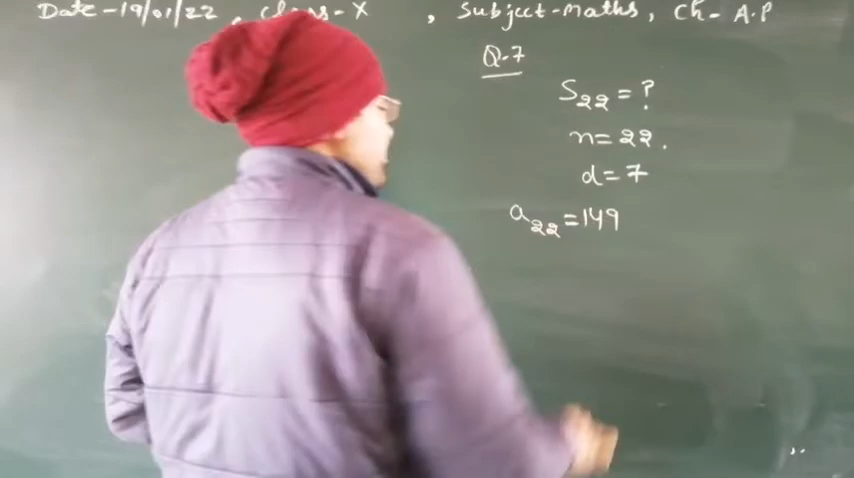 Date-19/01/22, class-X, Subject-Maths, Ch- A.P
Q-7
S₂₂ = ?
n = 22.
d = 7
a₂₂ = 149